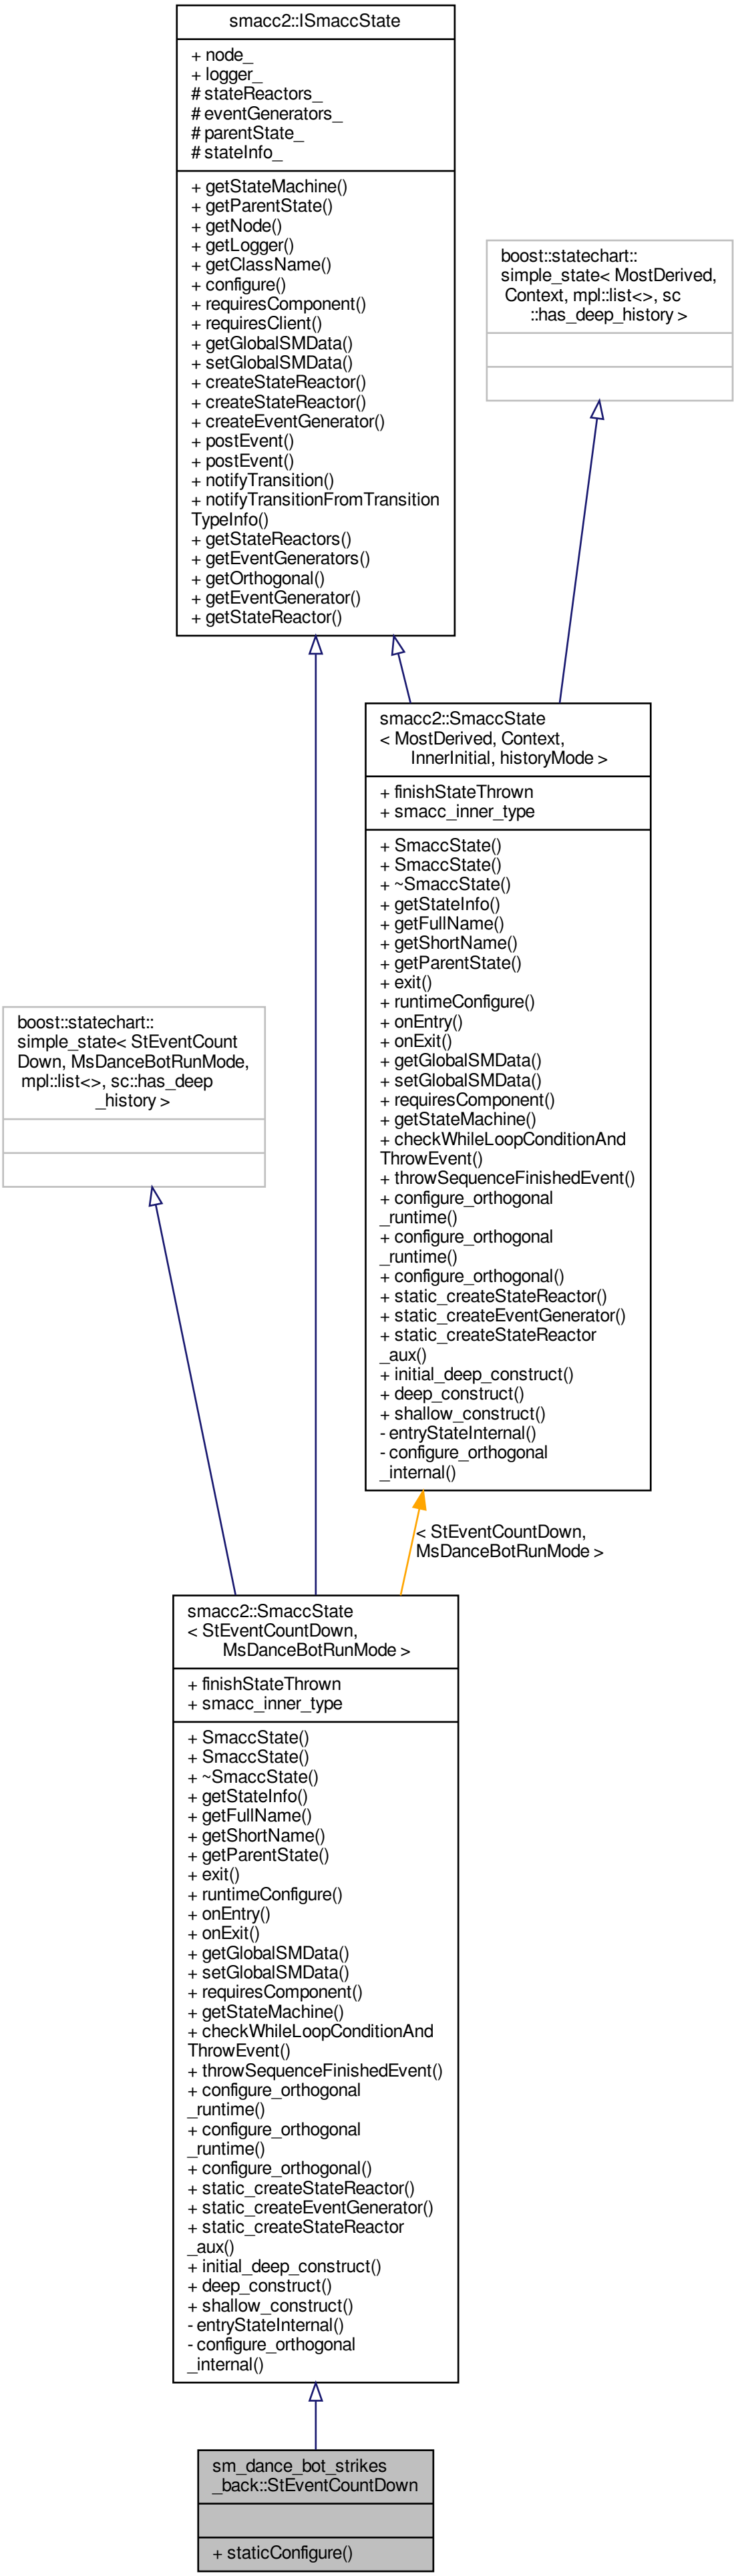 smacc2::ISmaccState
+ node_
+ logger_
# stateReactors_
# eventGenerators_
# parentState_
# stateInfo_
+ getStateMachine()
+ getParentState()
+ getNode()
+ getLogger()
+ getClassName()
+ configure()
+ requiresComponent()
+ requiresClient()
+ getGlobalSMData()
+ setGlobalSMData()
+ createStateReactor()
+ createStateReactor()
+ createEventGenerator()
+ postEvent()
+ postEvent()
+ notifyTransition()
+ notifyTransitionFromTransition
TypeInfo()
+ getStateReactors()
+ getEventGenerators()
+ getOrthogonal()
+ getEventGenerator()
+ getStateReactor()
boost::statechart::
simple_state< MostDerived,
Context, mpl::list<>, sc
::has_deep_history >
smacc2::SmaccState
< MostDerived, Context,
InnerInitial, historyMode >
+ finishStateThrown
+ smacc_inner_type
+ SmaccState()
+ SmaccState()
+ ~SmaccState()
+ getStateInfo()
+ getFullName()
+ getShortName()
+ getParentState()
+ exit()
+ runtimeConfigure()
+ onEntry()
+ onExit()
+ getGlobalSMData()
+ setGlobalSMData()
+ requiresComponent()
+ getStateMachine()
+ checkWhileLoopConditionAnd
ThrowEvent()
+ throwSequenceFinishedEvent()
+ configure_orthogonal
_runtime()
+ configure_orthogonal
_runtime()
+ configure_orthogonal()
+ static_createStateReactor()
+ static_createEventGenerator()
+ static_createStateReactor
_aux()
+ initial_deep_construct()
+ deep_construct()
+ shallow_construct()
- entryStateInternal()
- configure_orthogonal
_internal()
boost::statechart::
simple_state< StEventCount
Down, MsDanceBotRunMode,
mpl::list<>, sc::has_deep
_history >
< StEventCountDown,
MsDanceBotRunMode >
smacc2::SmaccState
< StEventCountDown,
MsDanceBotRunMode >
+ finishStateThrown
+ smacc_inner_type
+ SmaccState()
+ SmaccState()
+ ~SmaccState()
+ getStateInfo()
+ getFullName()
+ getShortName()
+ getParentState()
+ exit()
+ runtimeConfigure()
+ onEntry()
+ onExit()
+ getGlobalSMData()
+ setGlobalSMData()
+ requiresComponent()
+ getStateMachine()
+ checkWhileLoopConditionAnd
ThrowEvent()
+ throwSequenceFinishedEvent()
+ configure_orthogonal
_runtime()
+ configure_orthogonal
_runtime()
+ configure_orthogonal()
+ static_createStateReactor()
+ static_createEventGenerator()
+ static_createStateReactor
_aux()
+ initial_deep_construct()
+ deep_construct()
+ shallow_construct()
- entryStateInternal()
- configure_orthogonal
_internal()
sm_dance_bot_strikes
_back::StEventCountDown
+ staticConfigure()